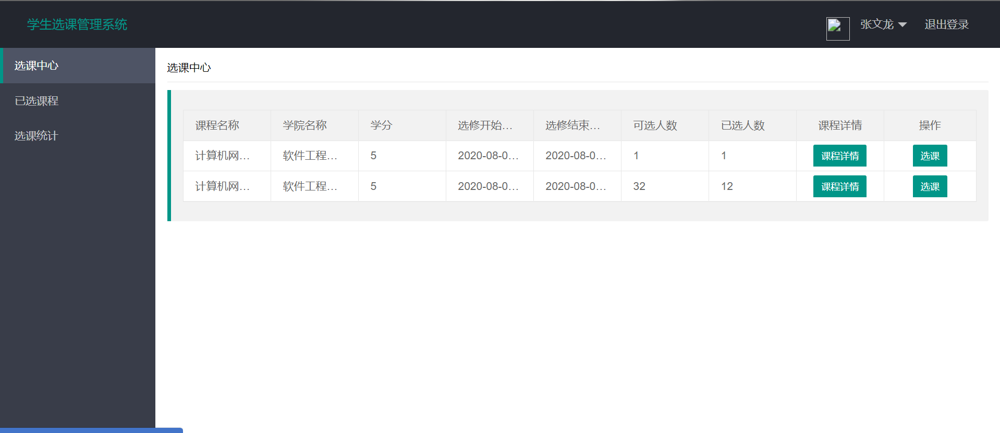 学生选课管理系统
张文龙 退出登录
选课中心
已选课程
选课统计
选课中心
课程名称 学院名称 学分 选修开始... 选修结束... 可选人数 已选人数 课程详情 操作
计算机网... 软件工程... 5 2020-08-0... 2020-08-0... 1 1 课程详情 选课
计算机网... 软件工程... 5 2020-08-0... 2020-08-0... 32 12 课程详情 选课